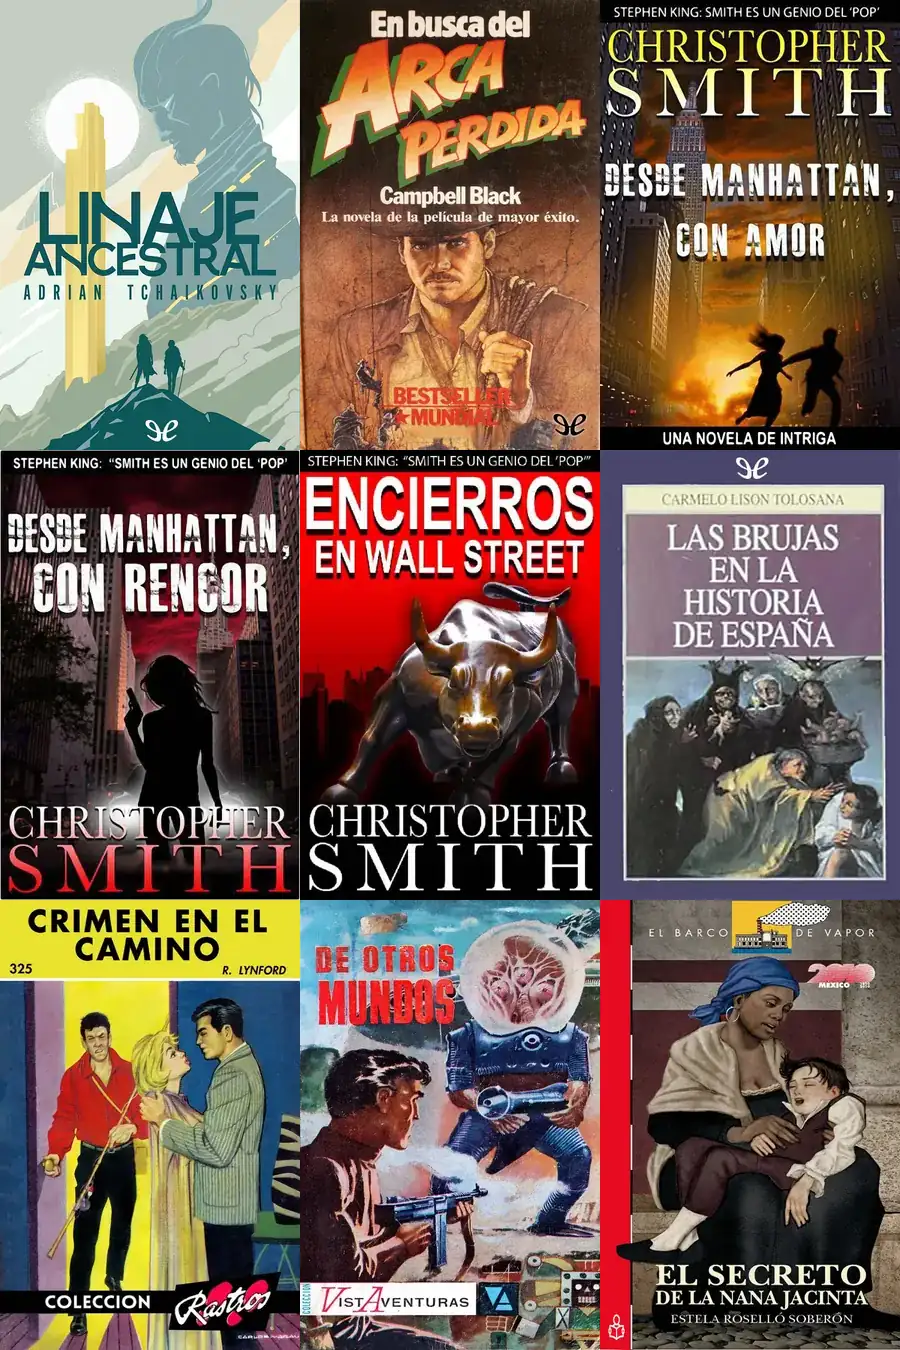 LINAJE
ANCESTRAL
ADRIAN TCHAIKOVSKY
En busca del
ARCA
PERDIDA
Campbell Black
La novela de la película de mayor éxito.
BESTSELLER
MUNDIAL
STEPHEN KING: SMITH ES UN GENIO DEL 'POP'
CHRISTOPHER
SMITH
DESDE MANHATTAN,
CON AMOR
UNA NOVELA DE INTRIGA
STEPHEN KING: "SMITH ES UN GENIO DEL 'POP'
DESDE MANHATTAN,
CON RENCOR
CHRISTOPHER
SMITH
STEPHEN KING: "SMITH ES UN GENIO DEL 'POP'"
ENCIERROS
EN WALL STREET
CHRISTOPHER
SMITH
CARMELO LISON TOLOSANA
LAS BRUJAS
EN LA
HISTORIA
DE ESPAÑA
CRIMEN EN EL
CAMINO
325
R. LYNFORD
COLECCION
Rastros
DE OTROS
MUNDOS
COLECCION
VISTAVENTURAS
VA
EL BARCO DE VAPOR
2010
MEXICO
EL SECRETO
DE LA NANA JACINTA
ESTELA ROSELLÓ SOBERÓN